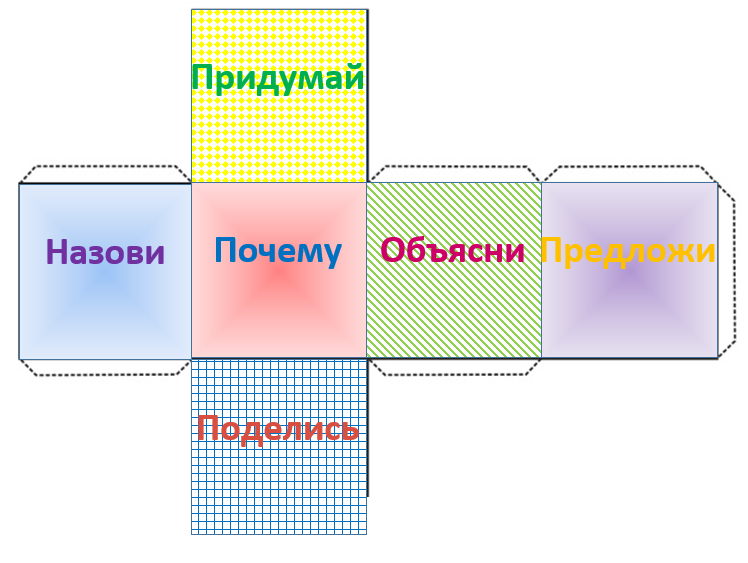 Придумай
Назови
Почему
Объясни
Предложи
Поделись